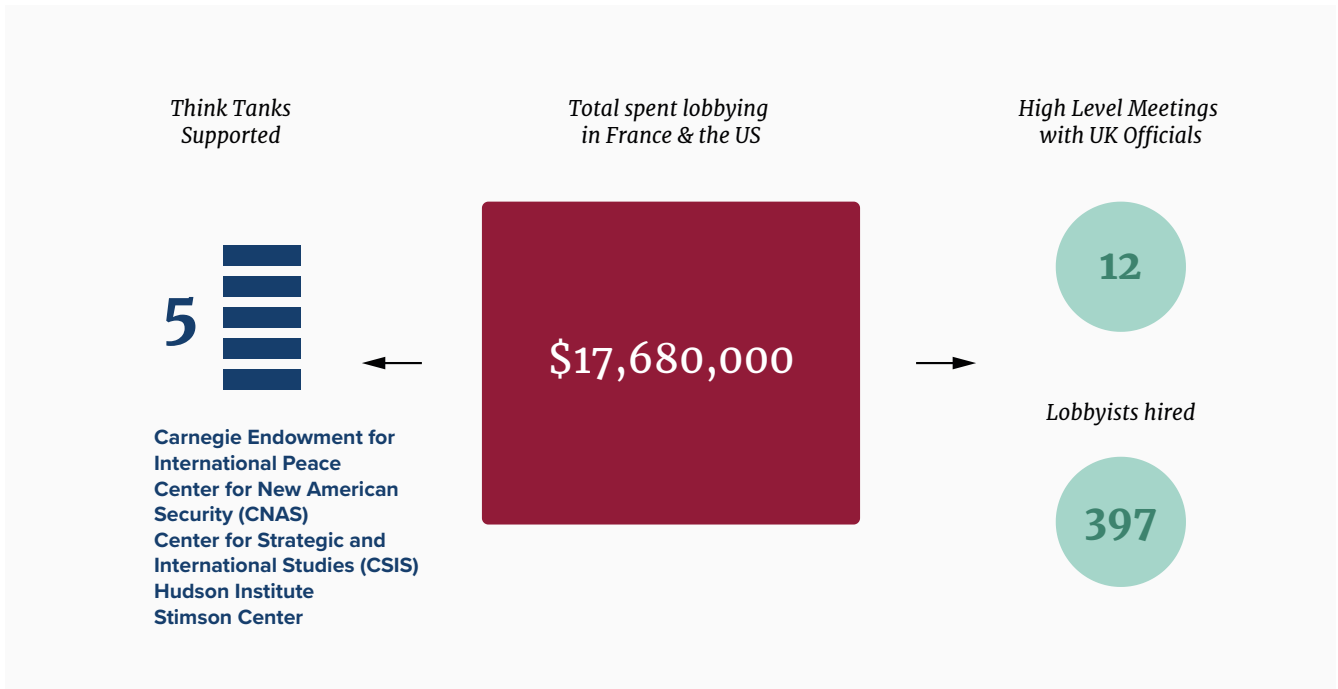 Think Tanks
Supported
5
Carnegie Endowment for
International Peace
Center for New American
Security (CNAS)
Center for Strategic and
International Studies (CSIS)
Hudson Institute
Stimson Center
Total spent lobbying
in France & the US
$17,680,000
High Level Meetings
with UK Officials
12
Lobbyists hired
397